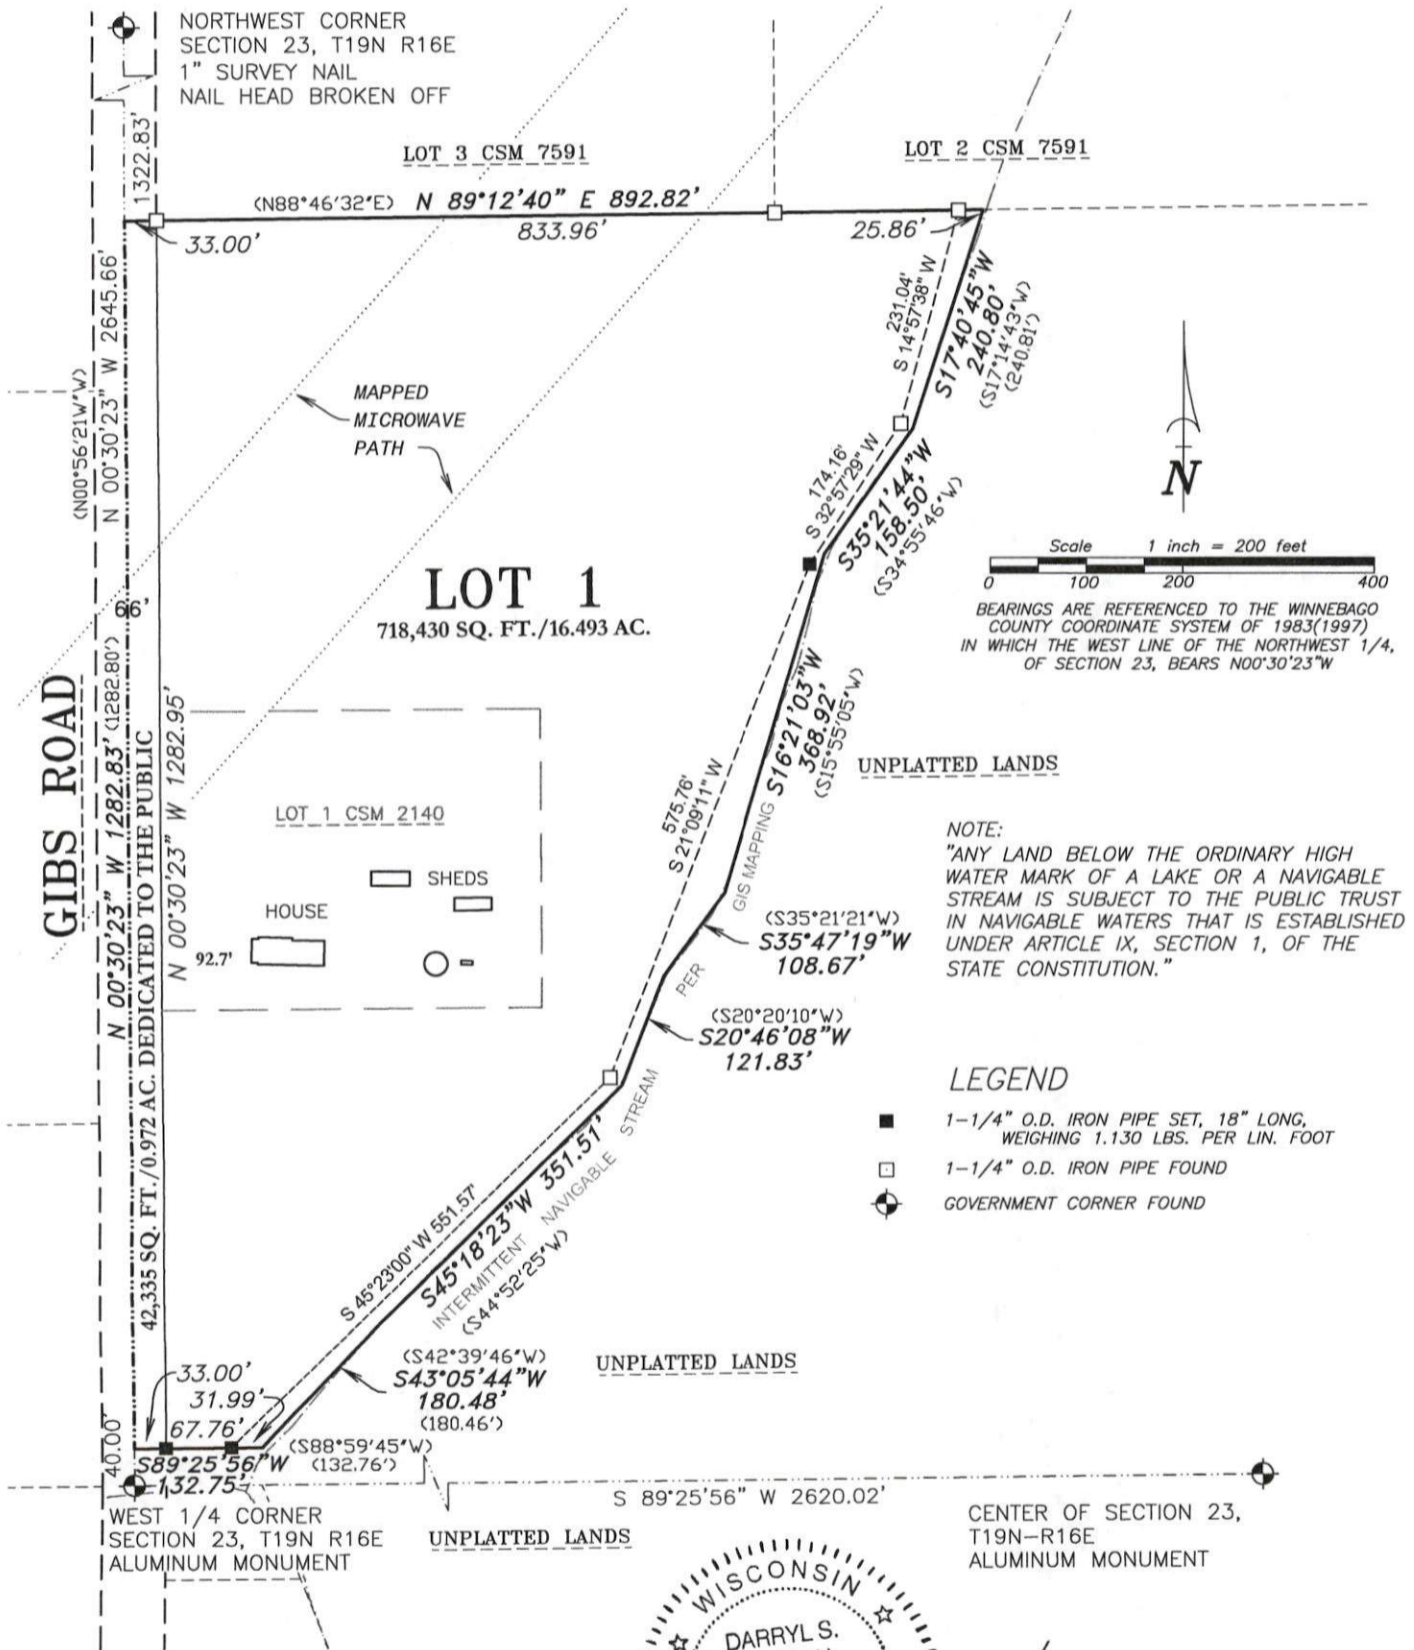 NORTHWEST CORNER
SECTION 23, T19N R16E
1" SURVEY NAIL
NAIL HEAD BROKEN OFF
1322.83'
LOT 3 CSM 7591
LOT 2 CSM 7591
(N88°46'32"E) N 89°12'40" E 892.82'
33.00'
833.96'
25.86'
(N00°56'21W"W)
N 00°30'23" W 2645.66'
231.04'
S 14°57'38" W
S17°40'45"W
240.80'
(S17°14'43"W)
(240.81')
MAPPED
MICROWAVE
PATH
174.16'
S 32°57'29" W
S35°21'44"W
158.50'
(S34°55'46"W)
N
Scale 1 inch = 200 feet
0 100 200 400
BEARINGS ARE REFERENCED TO THE WINNEBAGO
COUNTY COORDINATE SYSTEM OF 1983(1997)
IN WHICH THE WEST LINE OF THE NORTHWEST 1/4,
OF SECTION 23, BEARS N00°30'23"W
LOT 1
718,430 SQ. FT./16.493 AC.
66'
GIBS ROAD
N 00°30'23" W 1282.83' (1282.80')
42,335 SQ. FT./0.972 AC. DEDICATED TO THE PUBLIC
N 00°30'23" W 1282.95'
575.76'
S 21°09'11" W
S16°21'03"W
368.92'
(S15°55'05"W)
UNPLATTED LANDS
LOT 1 CSM 2140
SHEDS
HOUSE
92.7'
NOTE:
"ANY LAND BELOW THE ORDINARY HIGH
WATER MARK OF A LAKE OR A NAVIGABLE
STREAM IS SUBJECT TO THE PUBLIC TRUST
IN NAVIGABLE WATERS THAT IS ESTABLISHED
UNDER ARTICLE IX, SECTION 1, OF THE
STATE CONSTITUTION."
(S35°21'21"W)
S35°47'19"W
108.67'
(S20°20'10"W)
S20°46'08"W
121.83'
INTERMITTENT NAVIGABLE STREAM PER GIS MAPPING
LEGEND
1-1/4" O.D. IRON PIPE SET, 18" LONG,
WEIGHING 1.130 LBS. PER LIN. FOOT
1-1/4" O.D. IRON PIPE FOUND
GOVERNMENT CORNER FOUND
S 45°23'00" W 551.57'
S45°18'23"W 351.51'
(S44°52'25"W)
(S42°39'46"W)
S43°05'44"W
180.48'
(180.46')
UNPLATTED LANDS
33.00'
31.99'
67.76'
40.00'
S89°25'56"W
132.75'
(S88°59'45"W)
(132.76')
S 89°25'56" W 2620.02'
WEST 1/4 CORNER
SECTION 23, T19N R16E
ALUMINUM MONUMENT
UNPLATTED LANDS
CENTER OF SECTION 23,
T19N-R16E
ALUMINUM MONUMENT
WISCONSIN
DARRYL S.